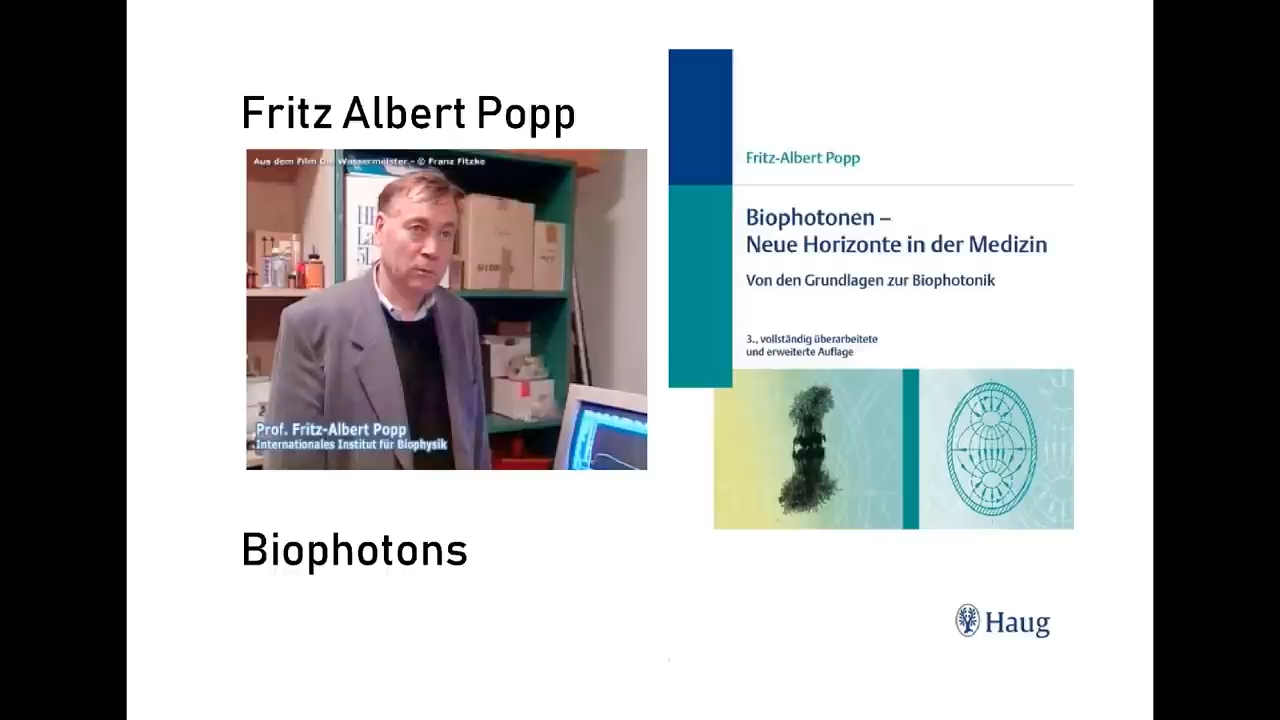 Fritz Albert Popp
Aus dem Film Die Wassermeister - © Franz Fitzke
Prof. Fritz-Albert Popp
Internationales Institut für Biophysik
Biophotons
Fritz-Albert Popp
Biophotonen –
Neue Horizonte in der Medizin
Von den Grundlagen zur Biophotonik
3., vollständig überarbeitete
und erweiterte Auflage
Haug